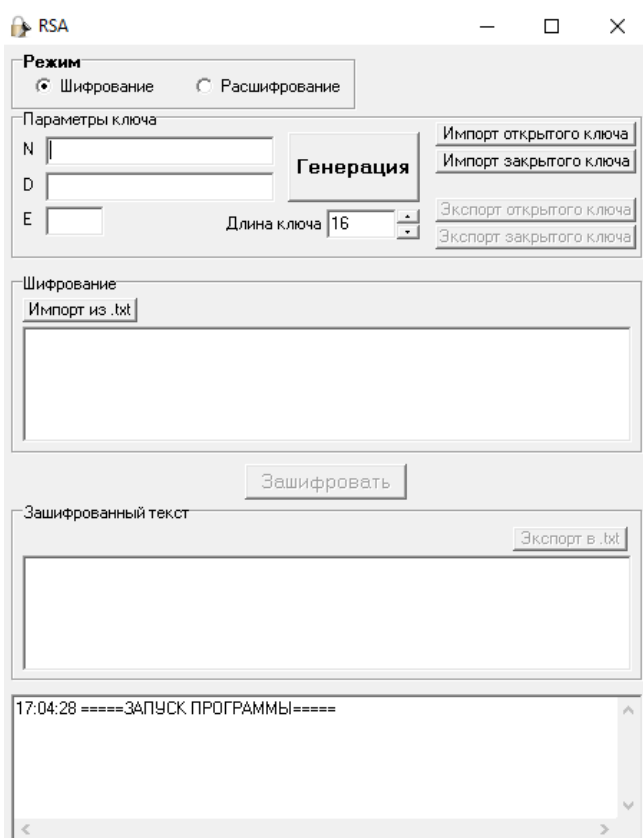 RSA
Режим
Шифрование Расшифрование
Параметры ключа
N
D
E
Генерация
Длина ключа 16
Импорт открытого ключа
Импорт закрытого ключа
Экспорт открытого ключа
Экспорт закрытого ключа
Шифрование
Импорт из .txt
Зашифровать
Зашифрованный текст
Экспорт в .txt
17:04:28 =====ЗАПУСК ПРОГРАММЫ=====